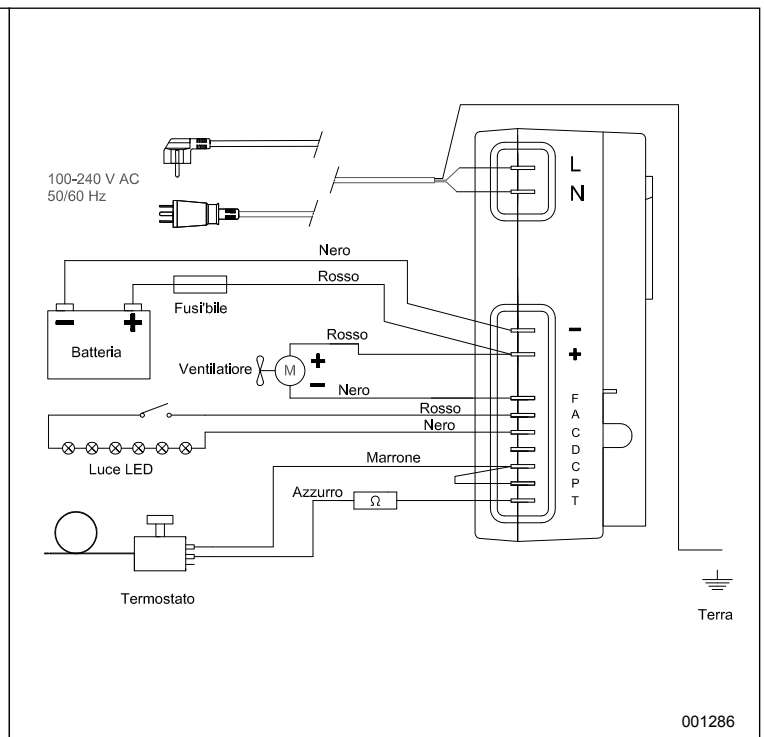 100-240 V AC
50/60 Hz
L
N
Nero
Rosso
Fusi'bile
−
+
Batteria
−
+
Rosso
Ventilatiore
M
+
−
Nero
F
Rosso
A
Nero
C
D
Luce LED
Marrone
C
P
Azzurro
Ω
T
Termostato
Terra
001286